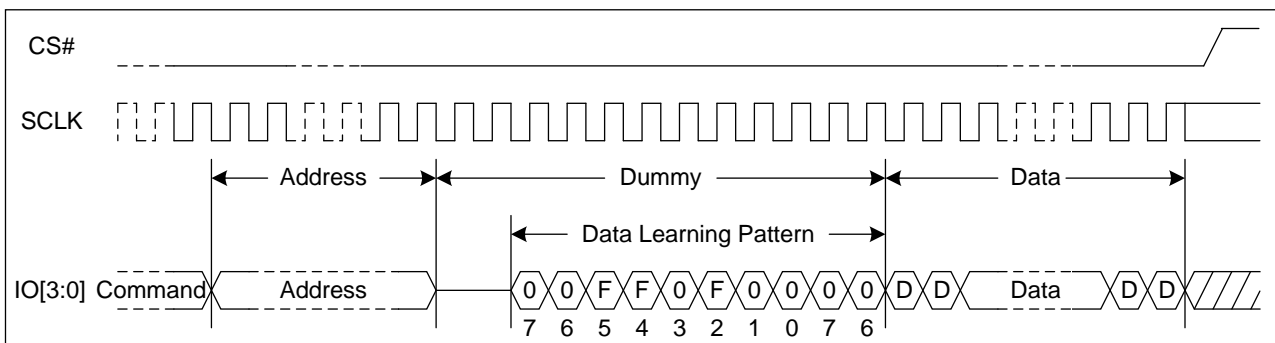 CS#
SCLK
Address Dummy Data
Data Learning Pattern
IO[3:0] Command Address 0 0 F F 0 F 0 0 0 0 D D Data D D
7 6 5 4 3 2 1 0 7 6